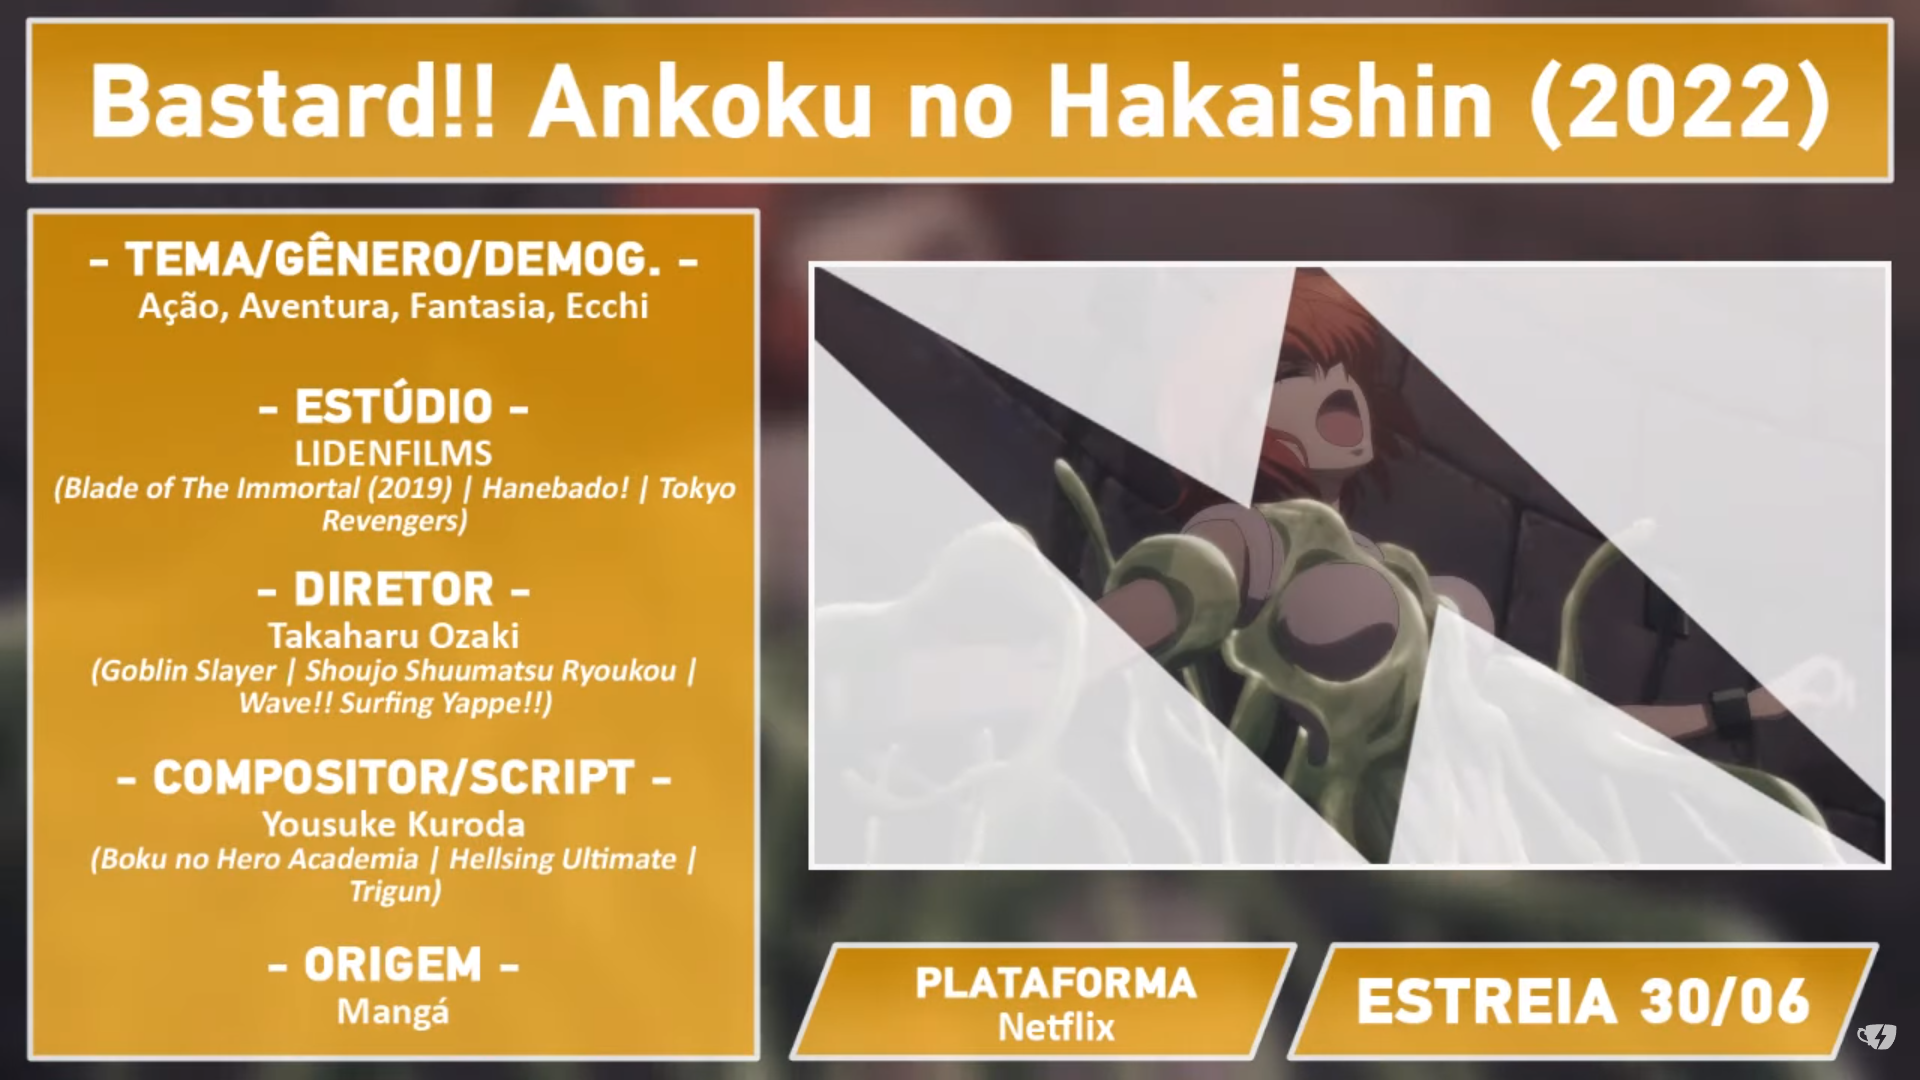 Bastard!! Ankoku no Hakaishin (2022)
- TEMA/GÊNERO/DEMOG. -
Ação, Aventura, Fantasia, Ecchi
- ESTÚDIO -
LIDENFILMS
(Blade of The Immortal (2019) | Hanebado! | Tokyo
Revengers)
- DIRETOR -
Takaharu Ozaki
(Goblin Slayer | Shoujo Shuumatsu Ryoukou |
Wave!! Surfing Yappe!!)
- COMPOSITOR/SCRIPT -
Yousuke Kuroda
(Boku no Hero Academia | Hellsing Ultimate |
Trigun)
- ORIGEM -
Mangá
PLATAFORMA
Netflix
ESTREIA 30/06